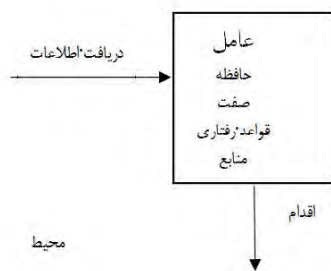 عامل
حافظه
صفت
قواعد رفتاری
منابع
دریافت اطلاعات
اقدام
محیط